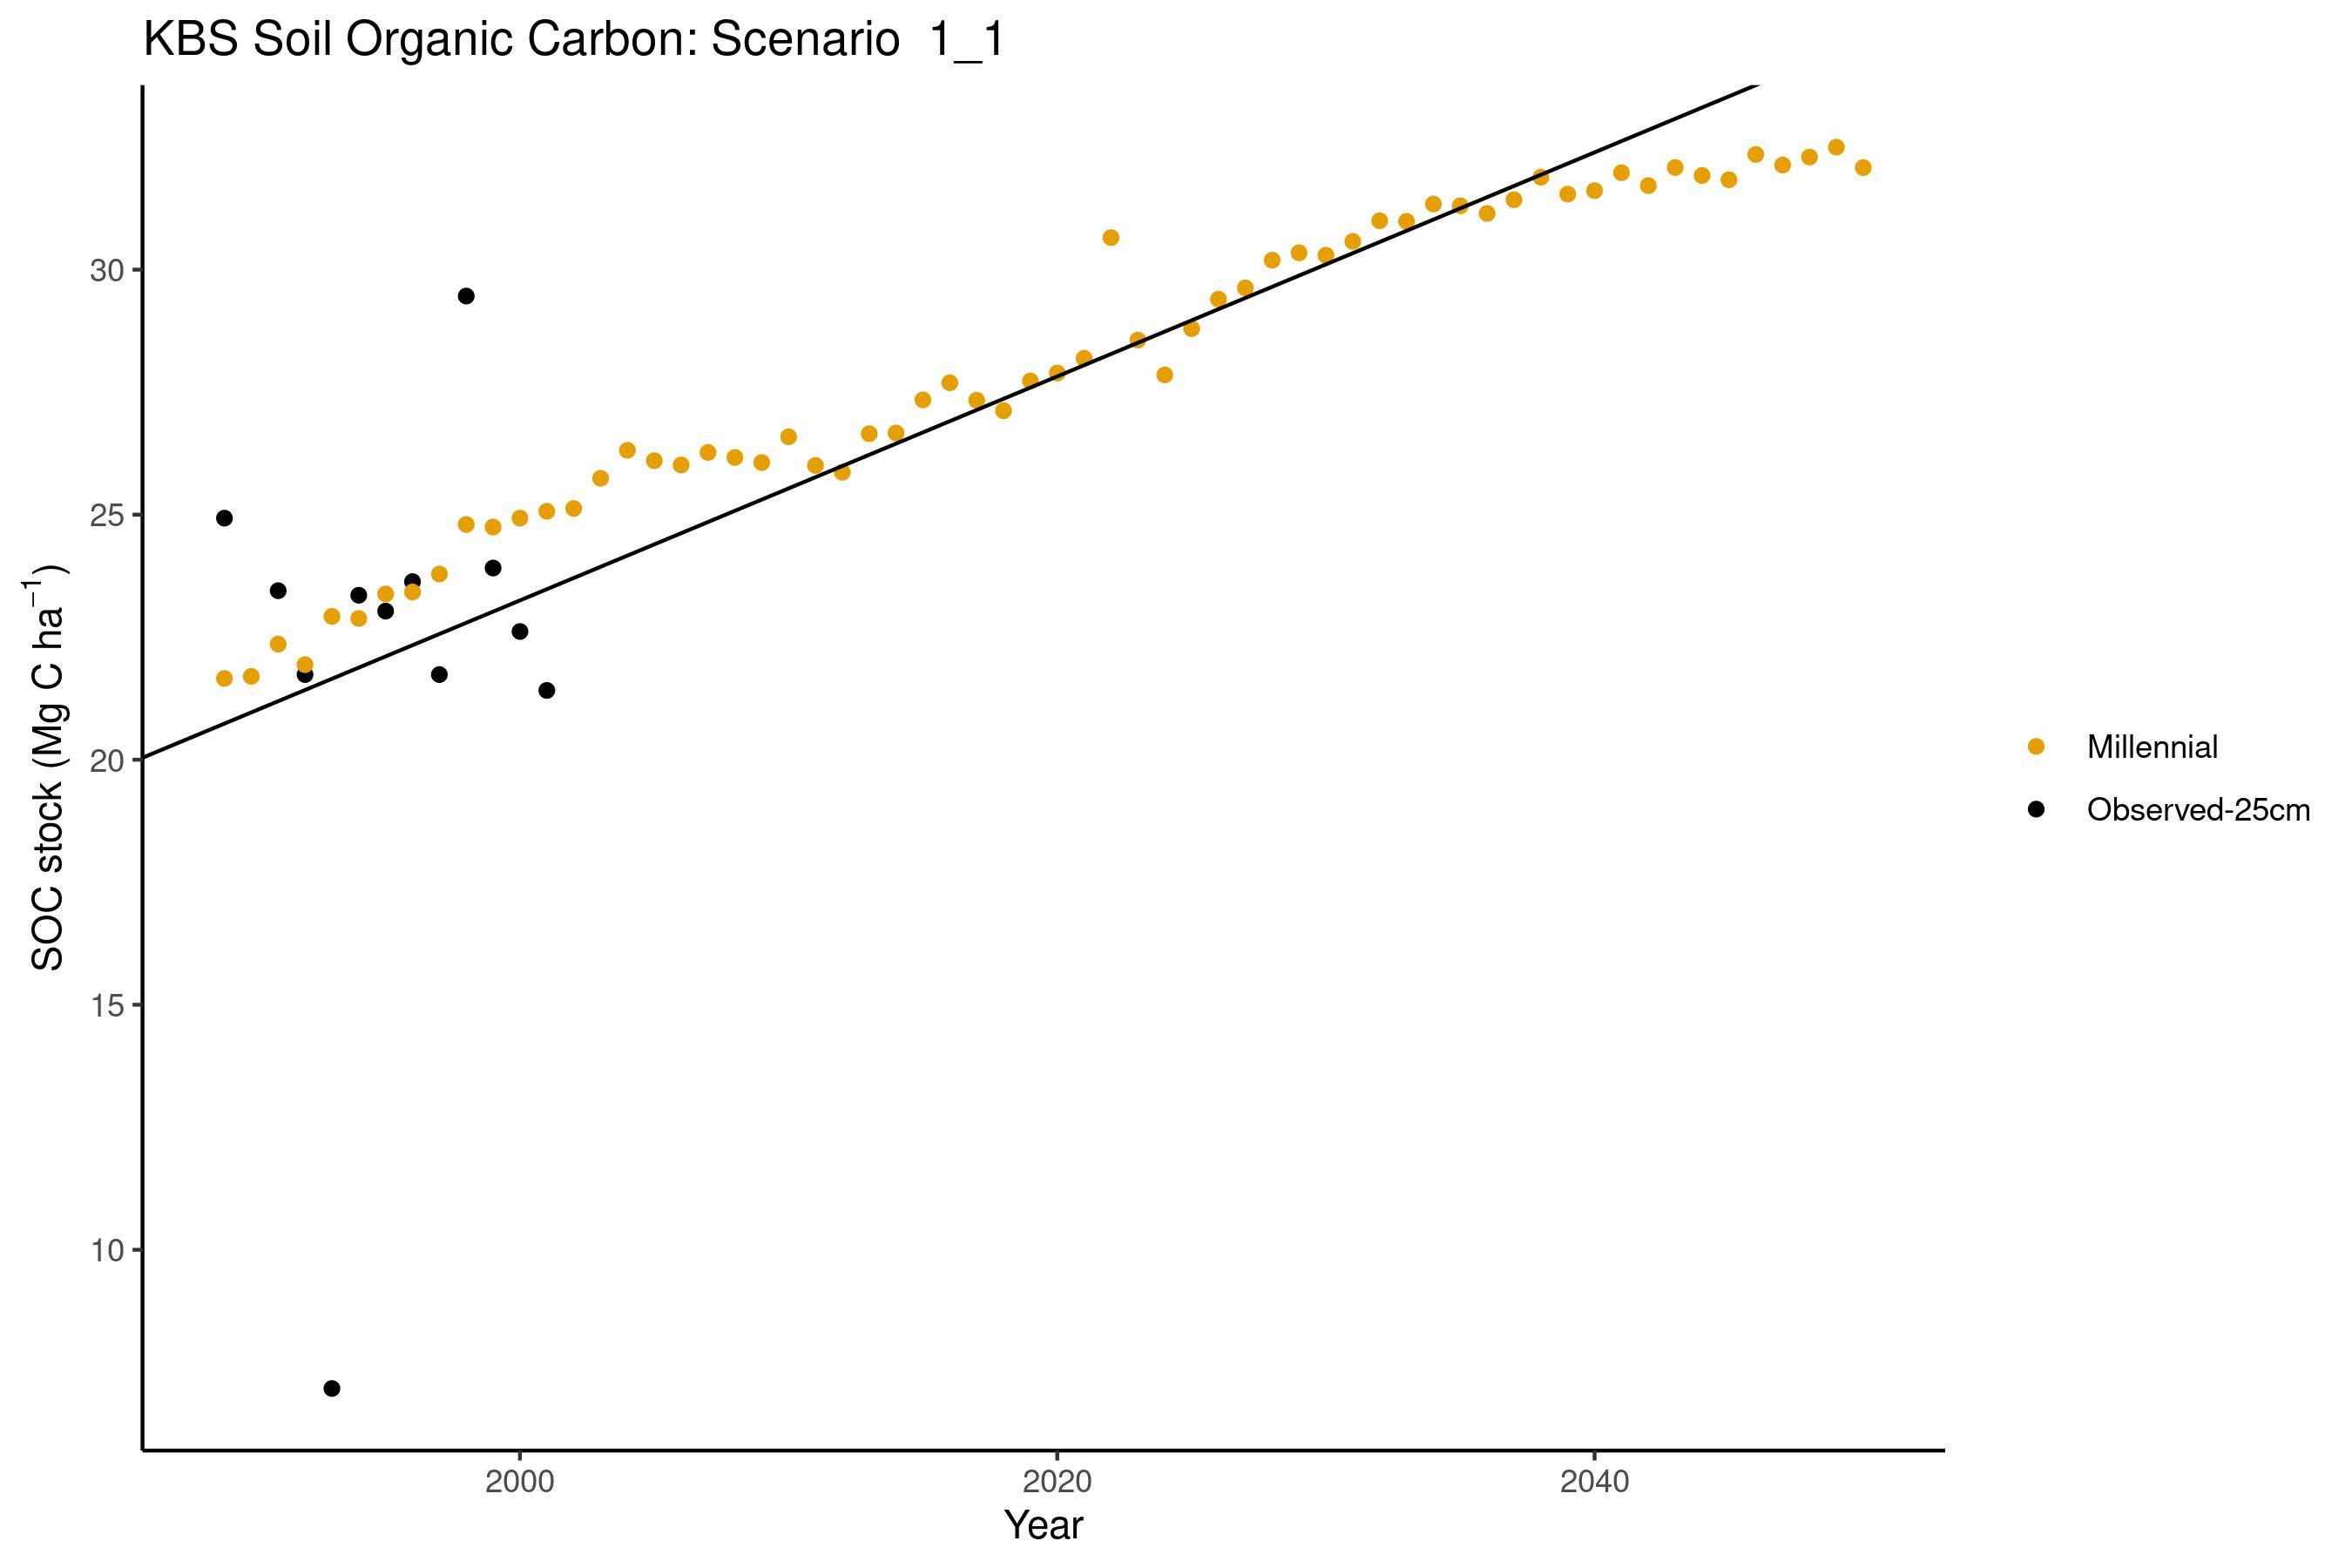 KBS Soil Organic Carbon: Scenario  1_1
SOC stock (Mg C ha⁻¹)
30
25
20
15
10
2000
2020
2040
Year
Millennial
Observed-25cm